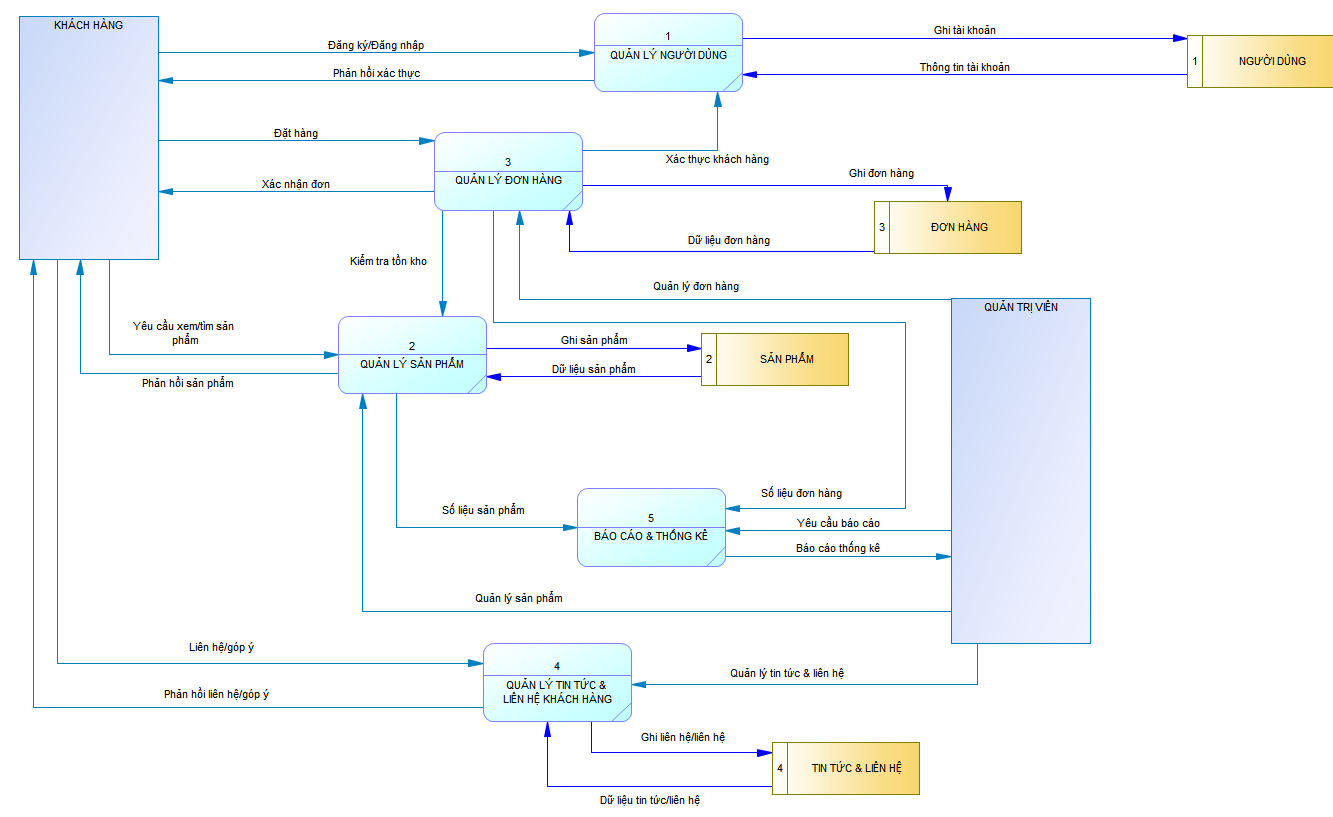 KHÁCH HÀNG
1
QUẢN LÝ NGƯỜI DÙNG
Ghi tài khoản
Đăng ký/Đăng nhập
1
NGƯỜI DÙNG
Phản hồi xác thực
Thông tin tài khoản
Đặt hàng
3
QUẢN LÝ ĐƠN HÀNG
Xác thực khách hàng
Xác nhận đơn
Ghi đơn hàng
3
ĐƠN HÀNG
Dữ liệu đơn hàng
Kiểm tra tồn kho
Quản lý đơn hàng
QUẢN TRỊ VIÊN
Yêu cầu xem/tìm sản
phẩm
2
QUẢN LÝ SẢN PHẨM
Ghi sản phẩm
2
SẢN PHẨM
Dữ liệu sản phẩm
Phản hồi sản phẩm
Số liệu đơn hàng
Số liệu sản phẩm
5
BÁO CÁO & THỐNG KÊ
Yêu cầu báo cáo
Báo cáo thống kê
Quản lý sản phẩm
Liên hệ/góp ý
4
QUẢN LÝ TIN TỨC &
LIÊN HỆ KHÁCH HÀNG
Quản lý tin tức & liên hệ
Phản hồi liên hệ/góp ý
Ghi liên hệ/liên hệ
4
TIN TỨC & LIÊN HỆ
Dữ liệu tin tức/liên hệ